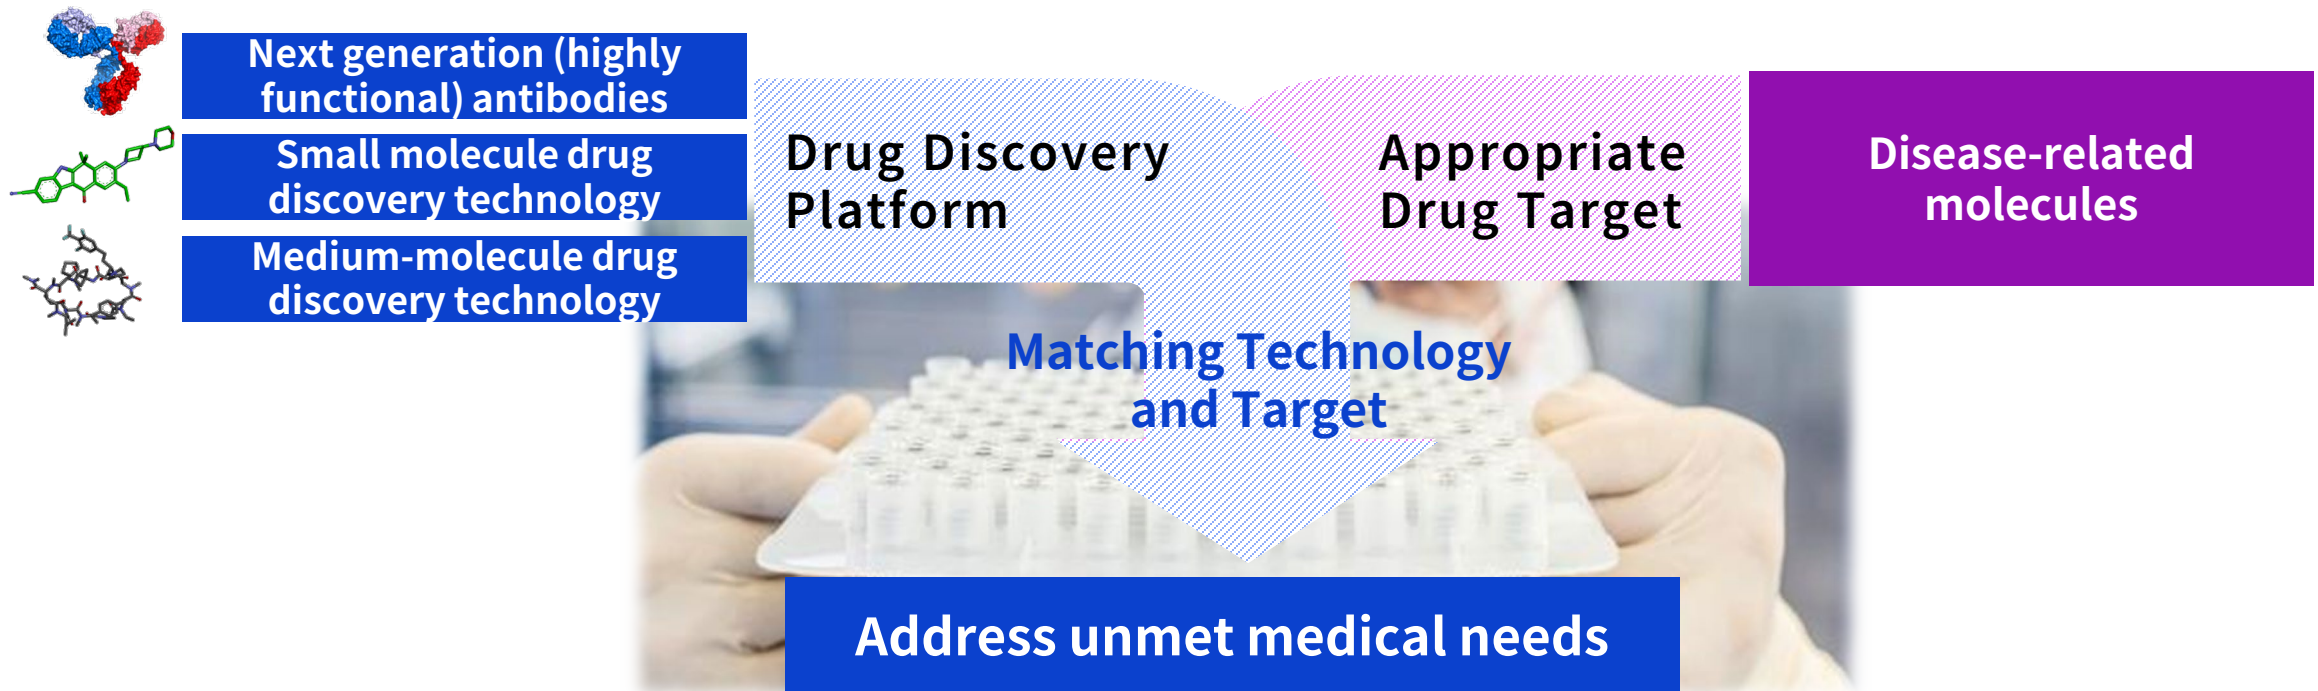 Next generation (highly
functional) antibodies
Small molecule drug
discovery technology
Medium-molecule drug
discovery technology
Drug Discovery
Platform
Appropriate
Drug Target
Disease-related
molecules
Matching Technology
and Target
Address unmet medical needs